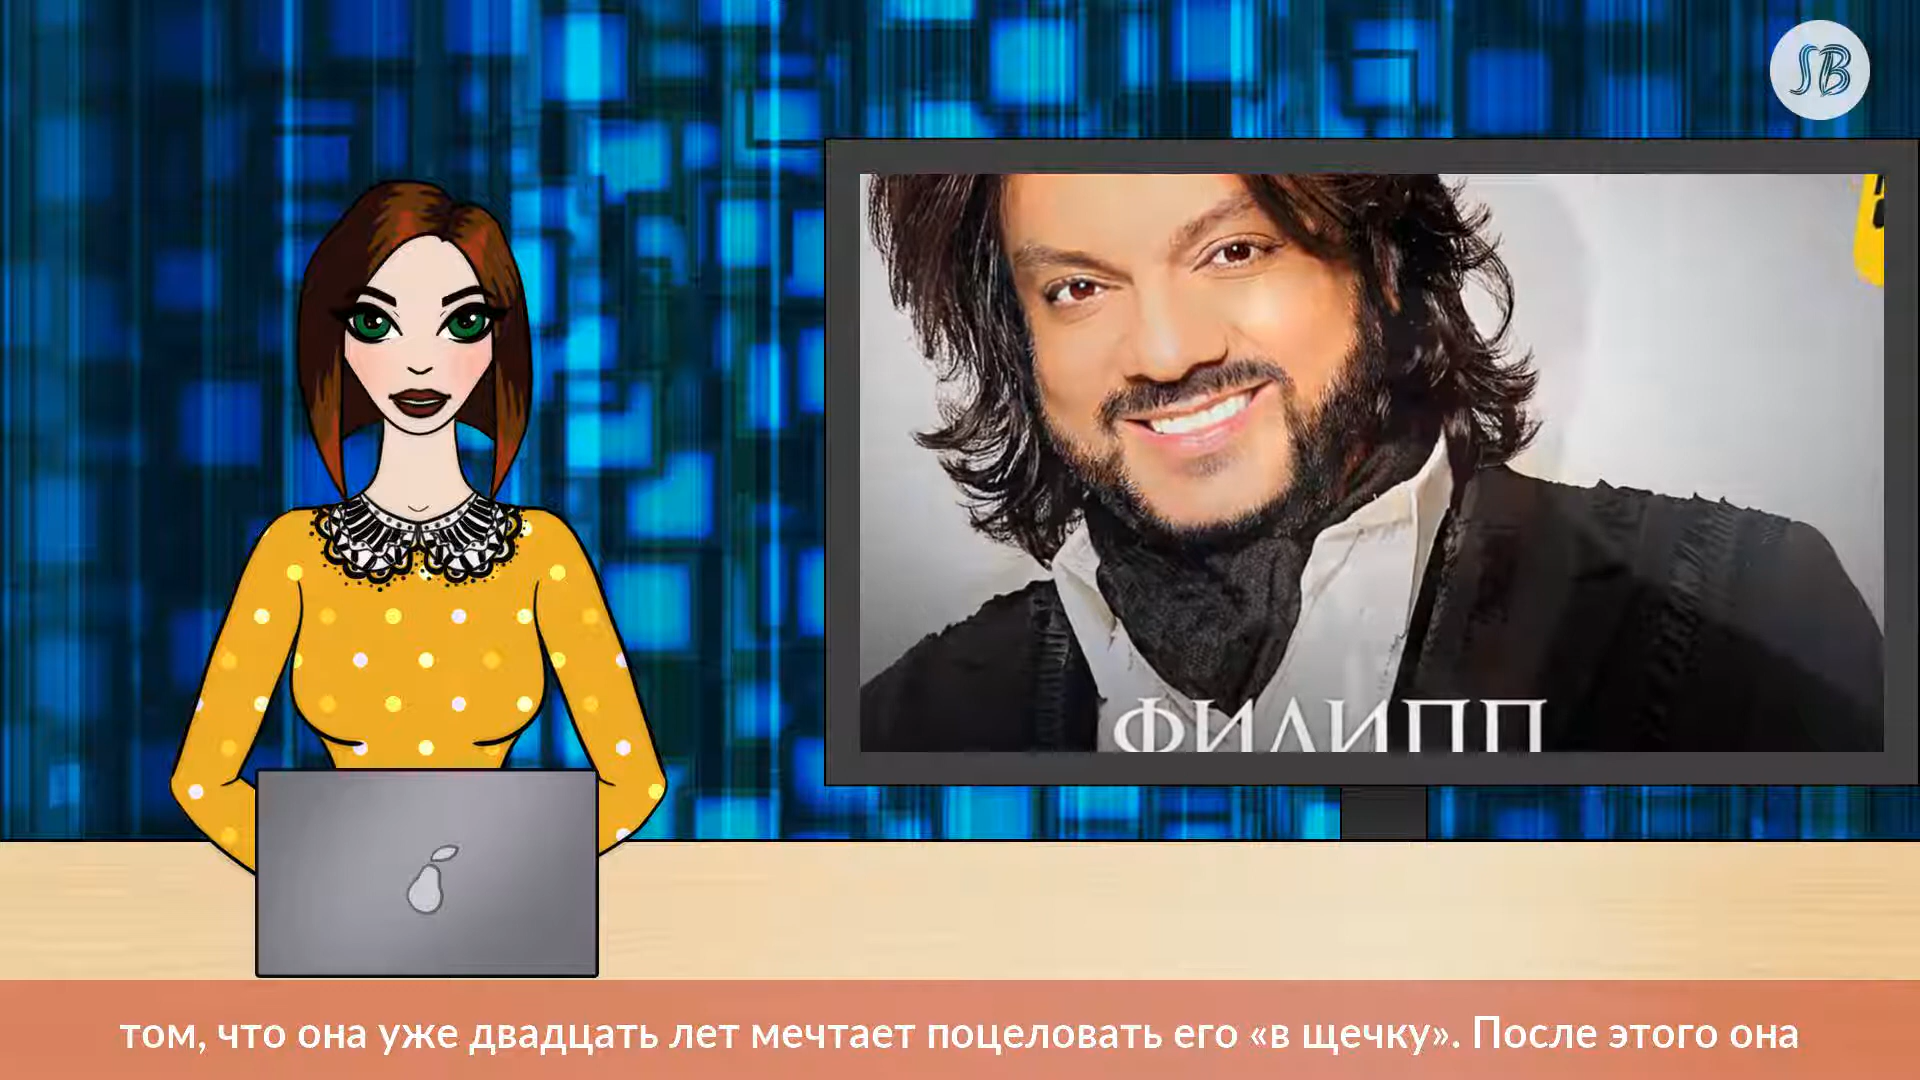 SB
ФИЛИПП
том, что она уже двадцать лет мечтает поцеловать его «в щечку». После этого она